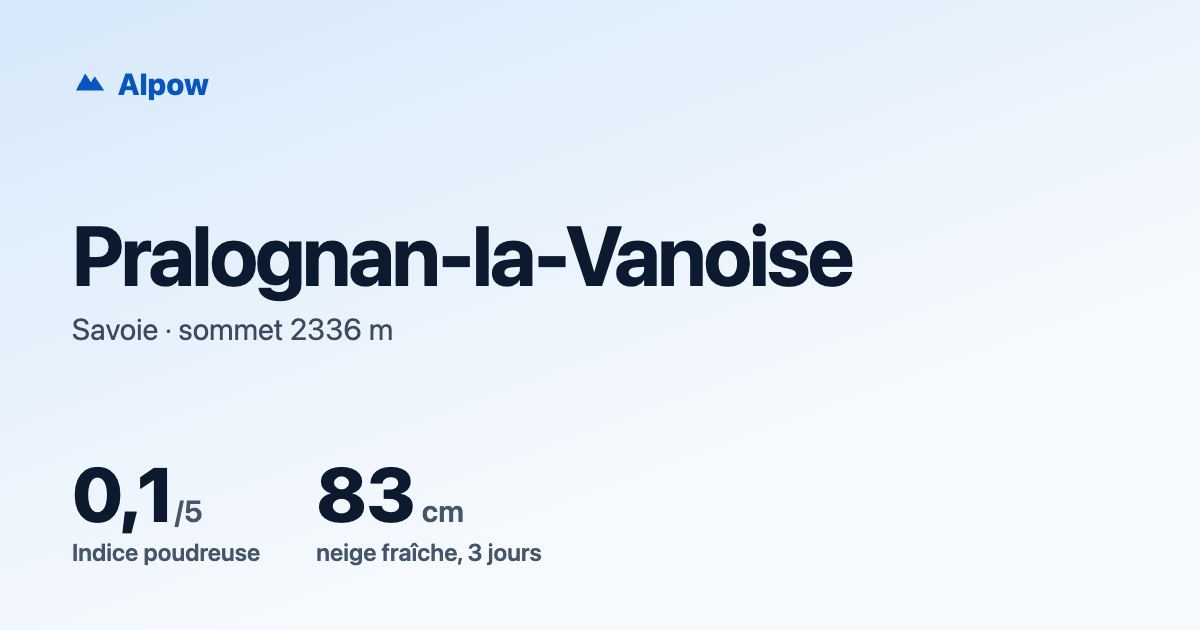 Alpow
Pralognan-la-Vanoise
Savoie · sommet 2336 m
0,1/5 83 cm
Indice poudreuse neige fraîche, 3 jours